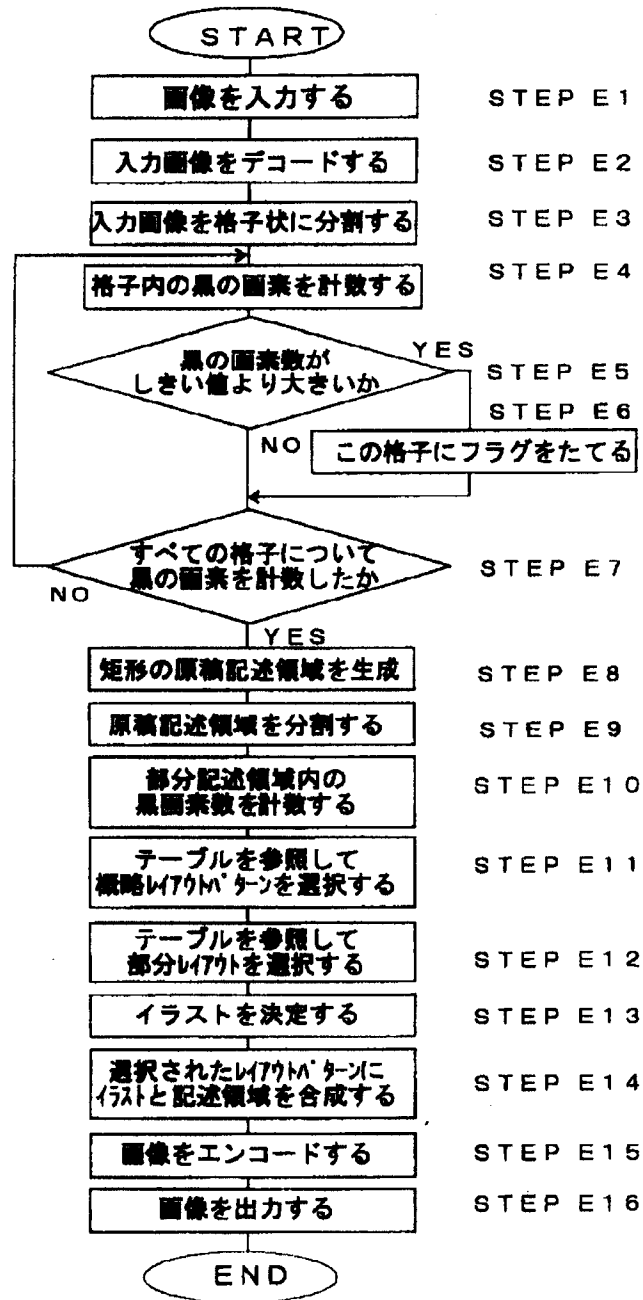 START
画像を入力する STEP E1
入力画像をデコードする STEP E2
入力画像を格子状に分割する STEP E3
格子内の黒の画素を計数する STEP E4
黒の画素数が
しきい値より大きいか YES STEP E5
STEP E6
NO この格子にフラグをたてる
すべての格子について
黒の画素を計数したか STEP E7
NO
YES
矩形の原稿記述領域を生成 STEP E8
原稿記述領域を分割する STEP E9
部分記述領域内の
黒画素数を計数する STEP E10
テーブルを参照して
概略レイアウトパターンを選択する STEP E11
テーブルを参照して
部分レイアウトを選択する STEP E12
イラストを決定する STEP E13
選択されたレイアウトパターンに
イラストと記述領域を合成する STEP E14
画像をエンコードする STEP E15
画像を出力する STEP E16
END